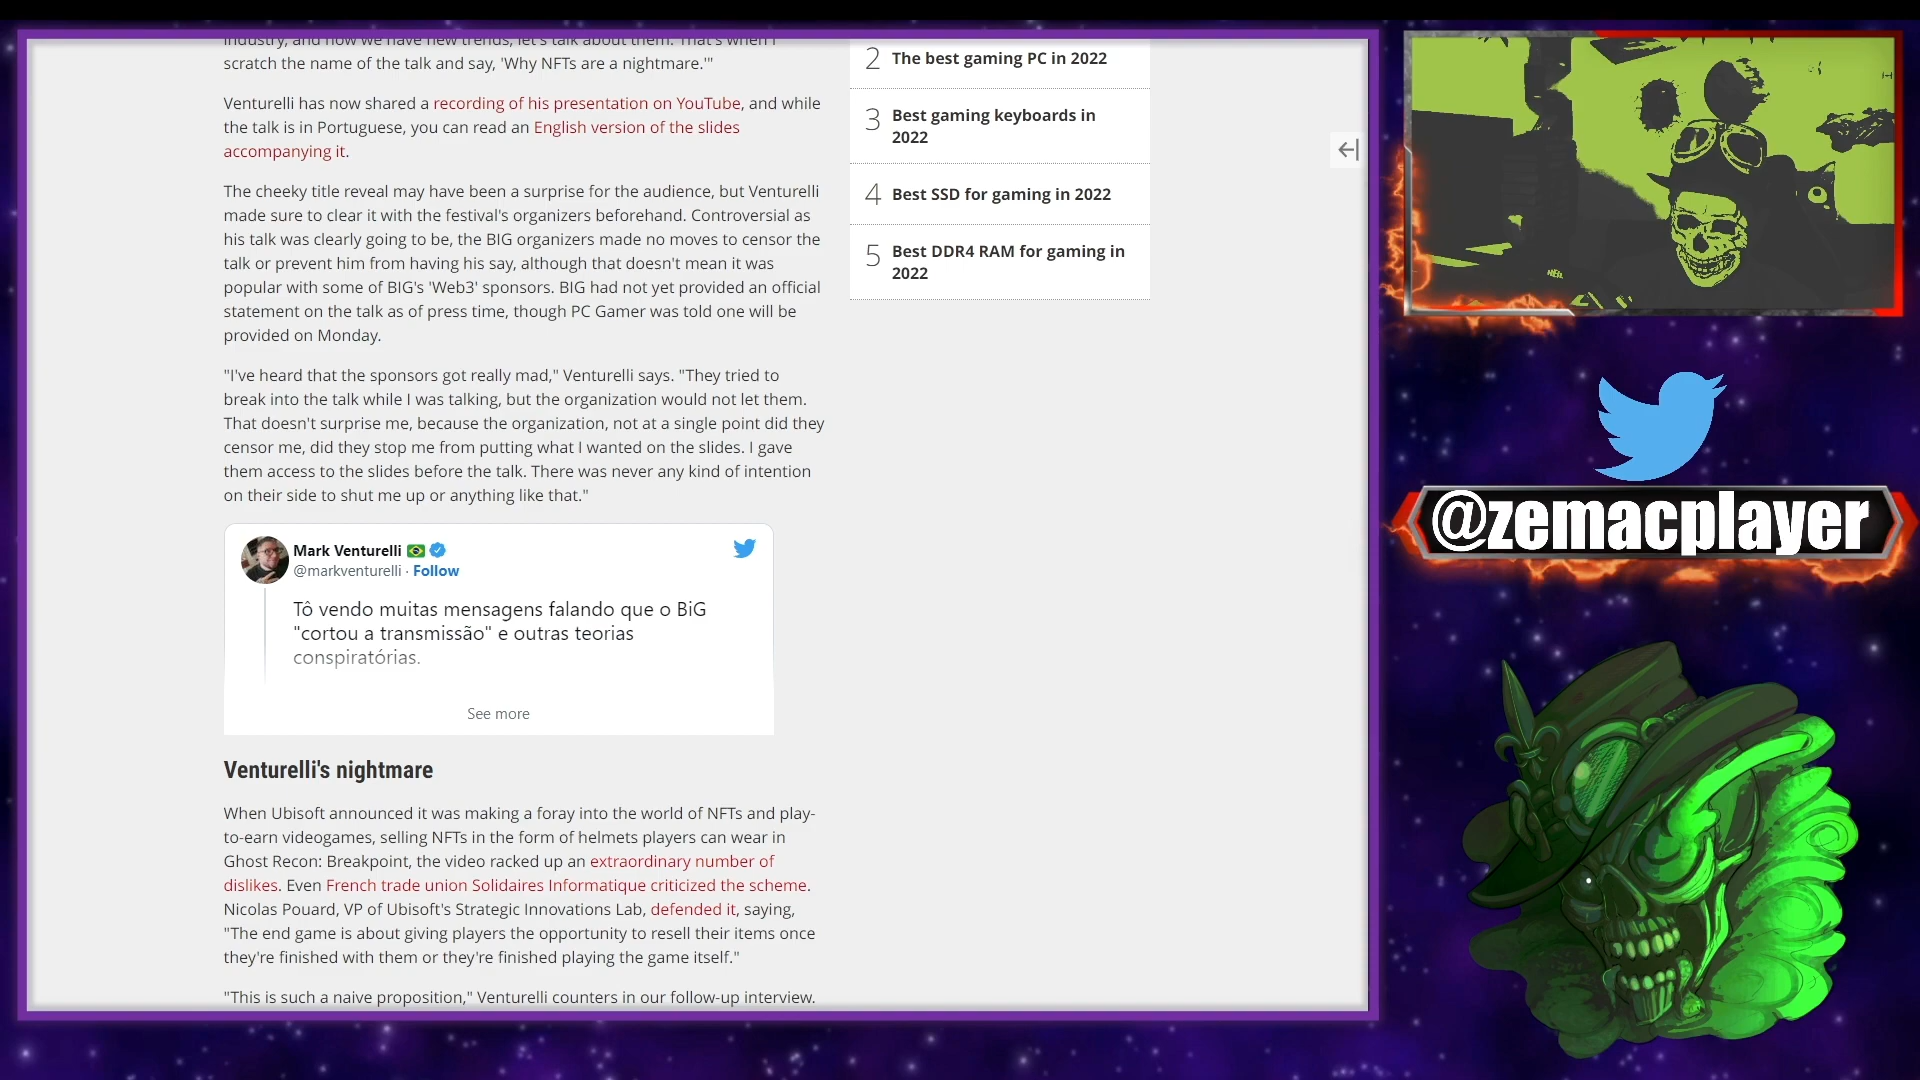 industry, and now we have new trends, let's talk about them. That's when I
scratch the name of the talk and say, 'Why NFTs are a nightmare.'"
Venturelli has now shared a recording of his presentation on YouTube, and while
the talk is in Portuguese, you can read an English version of the slides
accompanying it.
The cheeky title reveal may have been a surprise for the audience, but Venturelli
made sure to clear it with the festival's organizers beforehand. Controversial as
his talk was clearly going to be, the BIG organizers made no moves to censor the
talk or prevent him from having his say, although that doesn't mean it was
popular with some of BIG's 'Web3' sponsors. BIG had not yet provided an official
statement on the talk as of press time, though PC Gamer was told one will be
provided on Monday.
"I've heard that the sponsors got really mad," Venturelli says. "They tried to
break into the talk while I was talking, but the organization would not let them.
That doesn't surprise me, because the organization, not at a single point did they
censor me, did they stop me from putting what I wanted on the slides. I gave
them access to the slides before the talk. There was never any kind of intention
on their side to shut me up or anything like that."
Mark Venturelli
@markventurelli · Follow
Tô vendo muitas mensagens falando que o BiG
"cortou a transmissão" e outras teorias
conspiratórias.
See more
Venturelli's nightmare
When Ubisoft announced it was making a foray into the world of NFTs and play-
to-earn videogames, selling NFTs in the form of helmets players can wear in
Ghost Recon: Breakpoint, the video racked up an extraordinary number of
dislikes. Even French trade union Solidaires Informatique criticized the scheme.
Nicolas Pouard, VP of Ubisoft's Strategic Innovations Lab, defended it, saying,
"The end game is about giving players the opportunity to resell their items once
they're finished with them or they're finished playing the game itself."
"This is such a naive proposition," Venturelli counters in our follow-up interview.
2 The best gaming PC in 2022
3 Best gaming keyboards in
2022
4 Best SSD for gaming in 2022
5 Best DDR4 RAM for gaming in
2022
@zemacplayer